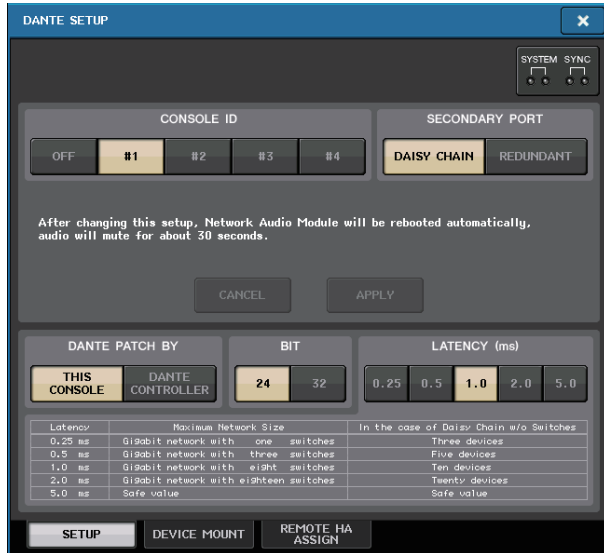 DANTE SETUP
SYSTEM SYNC
CONSOLE ID
SECONDARY PORT
OFF #1 #2 #3 #4
DAISY CHAIN REDUNDANT
After changing this setup, Network Audio Module will be rebooted automatically,
audio will mute for about 30 seconds.
CANCEL APPLY
DANTE PATCH BY
BIT
LATENCY (ms)
THIS CONSOLE
DANTE CONTROLLER
24 32
0.25 0.5 1.0 2.0 5.0
Latency Maximum Network Size In the case of Daisy Chain w/o Switches
0.25 ms Gigabit network with one switches Three devices
0.5 ms Gigabit network with three switches Five devices
1.0 ms Gigabit network with eight switches Ten devices
2.0 ms Gigabit network with eighteen switches Twenty devices
5.0 ms Safe value Safe value
SETUP
DEVICE MOUNT
REMOTE HA
ASSIGN